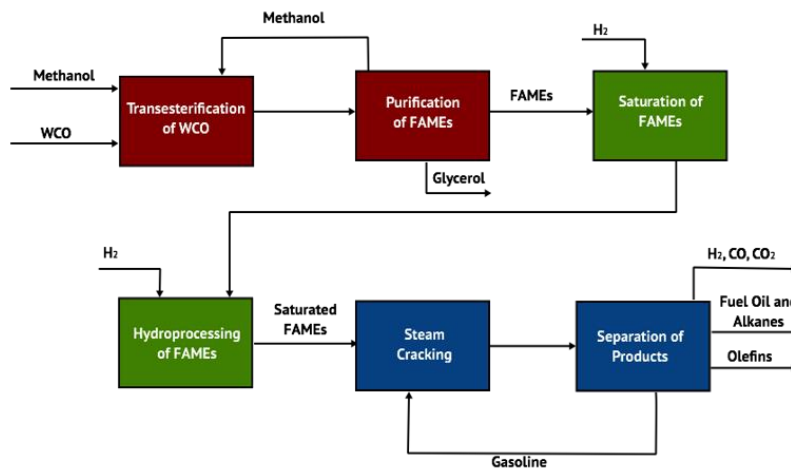 Methanol
H₂
Methanol
Transesterification
of WCO
Purification
of FAMEs
FAMEs
Saturation of
FAMEs
WCO
Glycerol
H₂
H₂, CO, CO₂
Hydroprocessing
of FAMEs
Saturated
FAMEs
Steam
Cracking
Separation of
Products
Fuel Oil and
Alkanes
Olefins
Gasoline